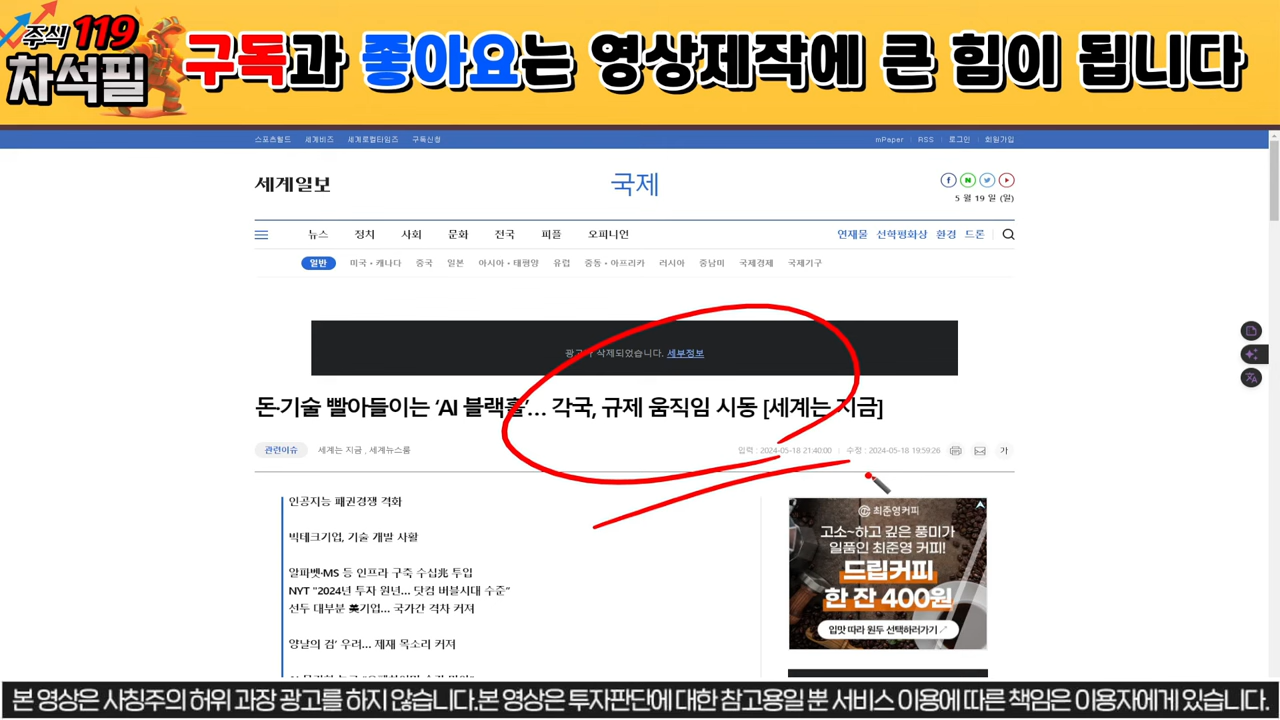 주식 119
차석필
구독과 좋아요는 영상제작에 큰 힘이 됩니다
스포츠월드 세계비즈 세계로컬타임즈 구독신청
mPaper RSS 로그인 회원가입
세계일보
국제
5 월 19 일 (일)
뉴스 정치 사회 문화 전국 피플 오피니언
연재물 선학평화상 환경 드론
일반 미국・캐나다 중국 일본 아시아・태평양 유럽 중동・아프리카 러시아 중남미 국제경제 국제기구
삭제되었습니다. 세부정보
돈·기술 빨아들이는 ‘AI 블랙홀’… 각국, 규제 움직임 시동 [세계는 지금]
관련이슈 세계는 지금 , 세계뉴스룸
입력 : 2024-05-18 21:40:00 수정 : 2024-05-18 19:59:26
가
인공지능 패권경쟁 격화
빅테크기업, 기술 개발 사활
알파벳·MS 등 인프라 구축 수십兆 투입
NYT "2024년 투자 원년… 닷컴 버블시대 수준"
선두 대부분 美기업… 국가간 격차 커져
양날의 검' 우려… 제재 목소리 커져
최준영커피
고소~하고 깊은 풍미가
일품인 최준영 커피!
드립커피
한 잔 400원
입맛 따라 원두 선택하러가기
본 영상은 사칭주의 허위 과장 광고를 하지 않습니다.본 영상은 투자판단에 대한 참고용일 뿐 서비스 이용에 따른 책임은 이용자에게 있습니다.